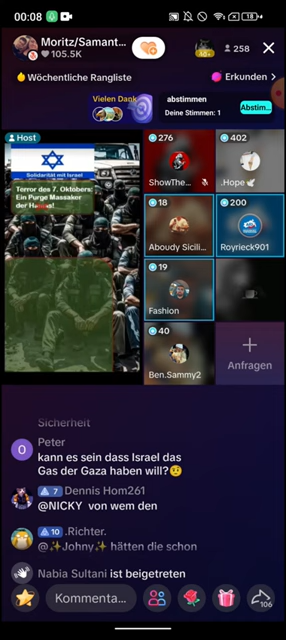 00:08
18
Moritz/Samant...
105.5K
40+
258
Wöchentliche Rangliste
Erkunden >
Vielen Dank
abstimmen
Deine Stimmen: 1
Abstim...
Host
Solidarität mit Israel
Terror des 7. Oktobers:
Ein Purge Massaker
der Hamas!
276
ShowThe...
402
.Hope
18
Aboudy Sicili...
200
Royrieck901
19
Fashion
40
Ben.Sammy2
+
Anfragen
Sicherheit
O
Peter
kann es sein dass Israel das
Gas der Gaza haben will?🤨
7 Dennis Hom261
@NICKY von wem den
10 .Richter.
@✨Johny✨ hätten die schon
Nabia Sultani ist beigetreten
Kommenta...
106